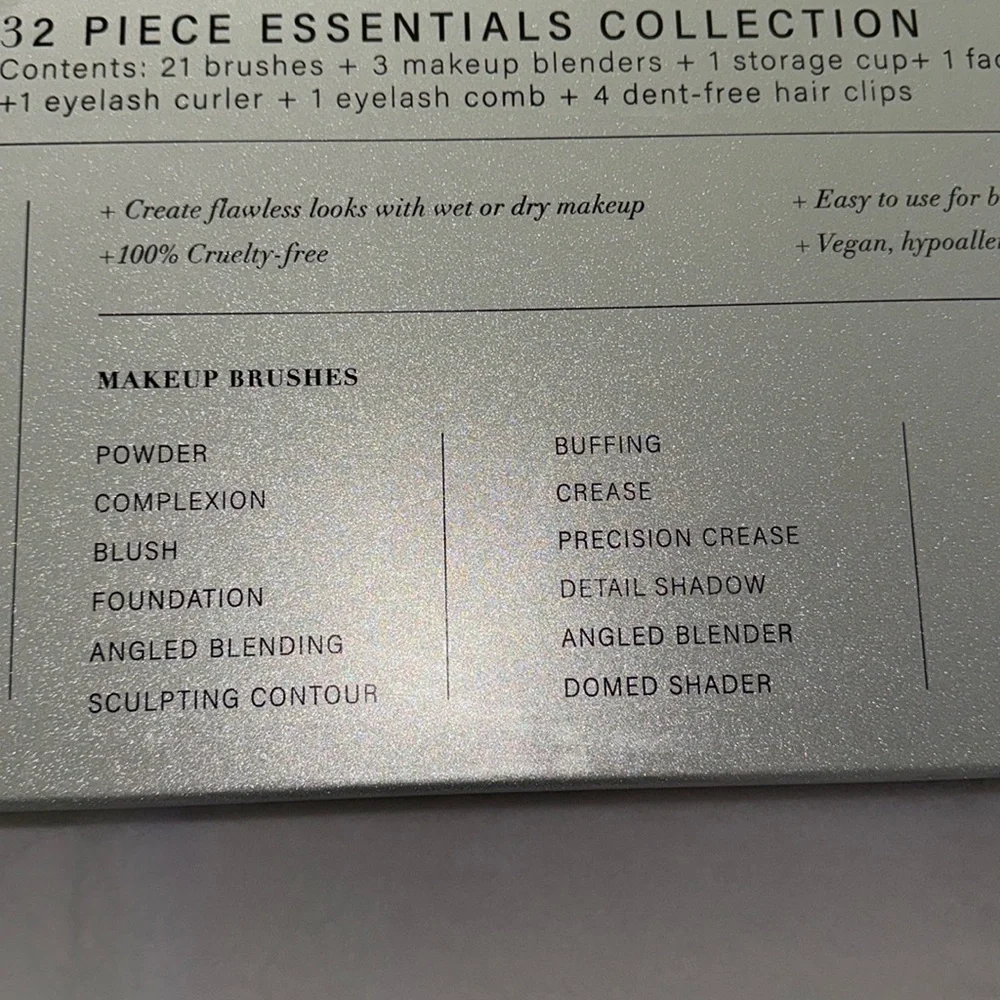 32 PIECE ESSENTIALS COLLECTION
Contents: 21 brushes + 3 makeup blenders + 1 storage cup+ 1
+1 eyelash curler + 1 eyelash comb + 4 dent-free hair clips
+ Create flawless looks with wet or dry makeup
+100% Cruelty-free
+ Easy to use for
+ Vegan,
MAKEUP BRUSHES
POWDER
COMPLEXION
BLUSH
FOUNDATION
ANGLED BLENDING
SCULPTING CONTOUR
BUFFING
CREASE
PRECISION CREASE
DETAIL SHADOW
ANGLED BLENDER
DOMED SHADER